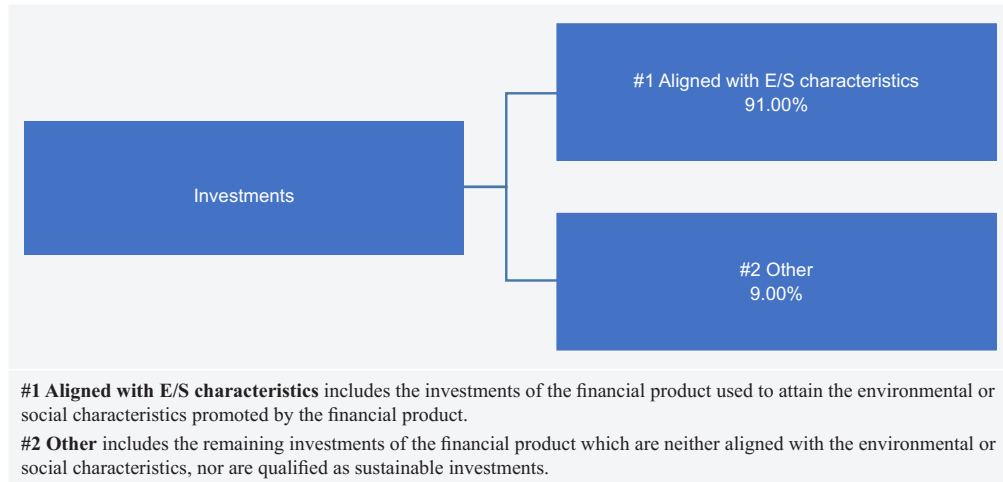 #1 Aligned with E/S characteristics
91.00%
Investments
#2 Other
9.00%
#1 Aligned with E/S characteristics includes the investments of the financial product used to attain the environmental or
social characteristics promoted by the financial product.
#2 Other includes the remaining investments of the financial product which are neither aligned with the environmental or
social characteristics, nor are qualified as sustainable investments.